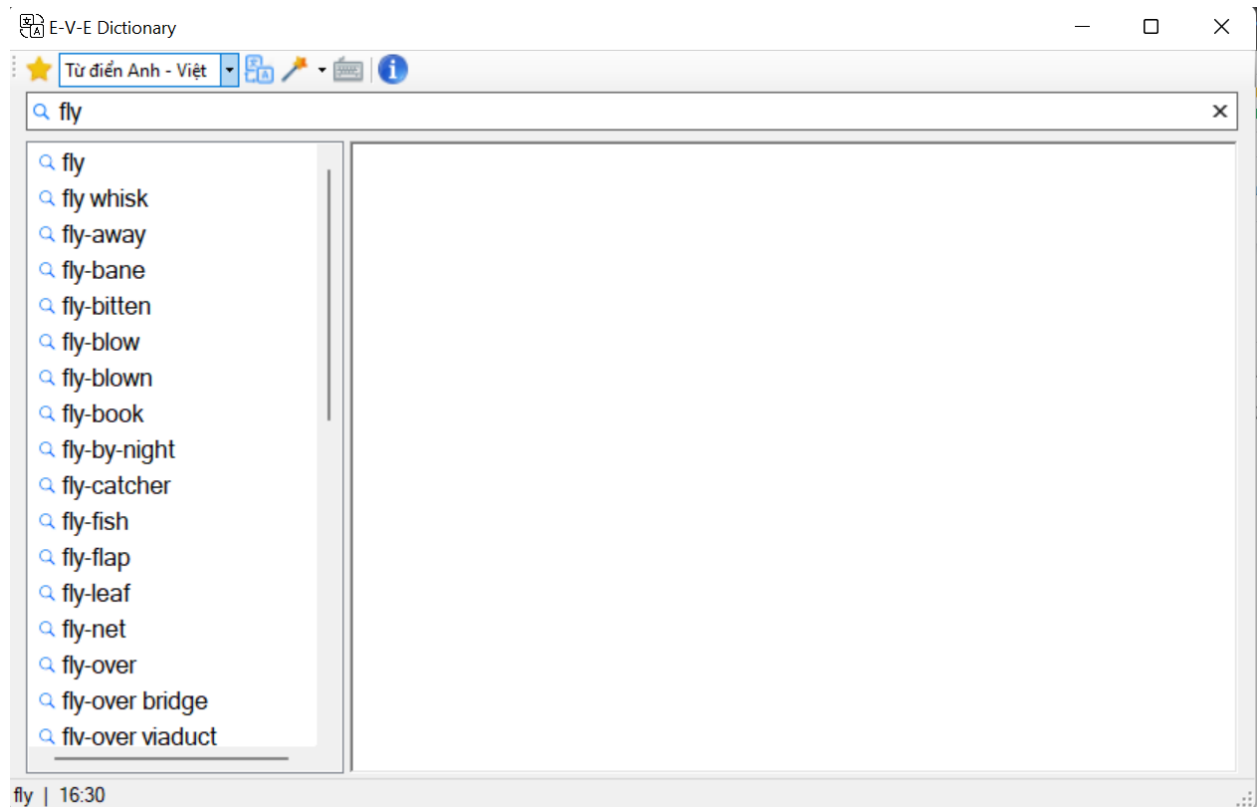 E-V-E Dictionary
Từ điển Anh - Việt
fly
fly
fly whisk
fly-away
fly-bane
fly-bitten
fly-blow
fly-blown
fly-book
fly-by-night
fly-catcher
fly-fish
fly-flap
fly-leaf
fly-net
fly-over
fly-over bridge
fly-over viaduct
fly | 16:30